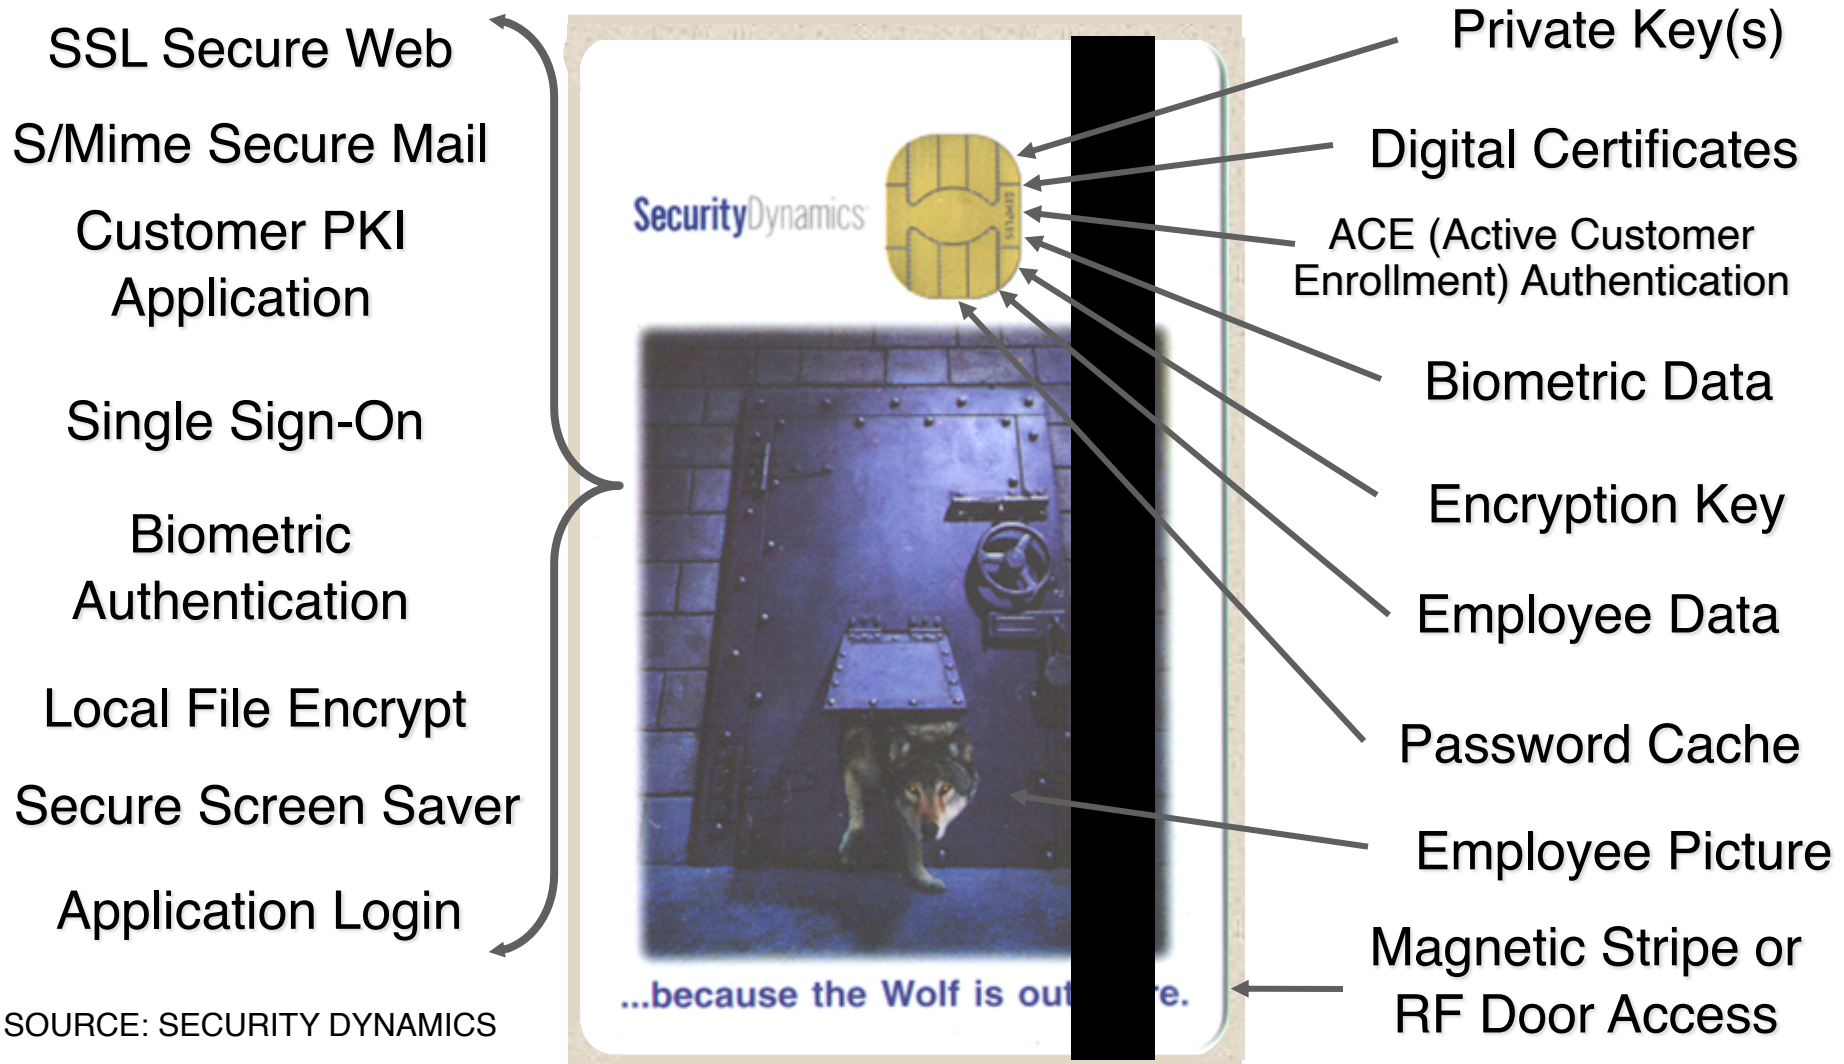 SSL Secure Web
S/Mime Secure Mail
Customer PKI
Application
Single Sign-On
Biometric
Authentication
Local File Encrypt
Secure Screen Saver
Application Login
SOURCE: SECURITY DYNAMICS
SecurityDynamics
...because the Wolf is
Private Key(s)
Digital Certificates
ACE (Active Customer
Enrollment) Authentication
Biometric Data
Encryption Key
Employee Data
Password Cache
Employee Picture
Magnetic Stripe or
RF Door Access